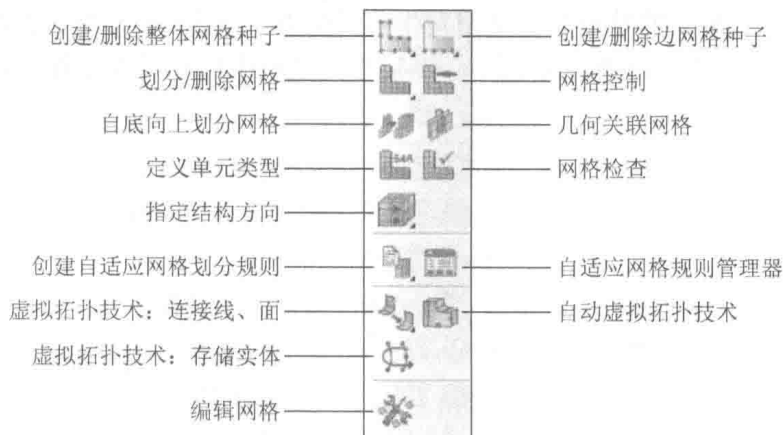 创建/删除整体网格种子
创建/删除边网格种子
划分/删除网格
网格控制
自底向上划分网格
几何关联网格
定义单元类型
网格检查
指定结构方向
创建自适应网格划分规则
自适应网格规则管理器
虚拟拓扑技术：连接线、面
自动虚拟拓扑技术
虚拟拓扑技术：存储实体
编辑网格